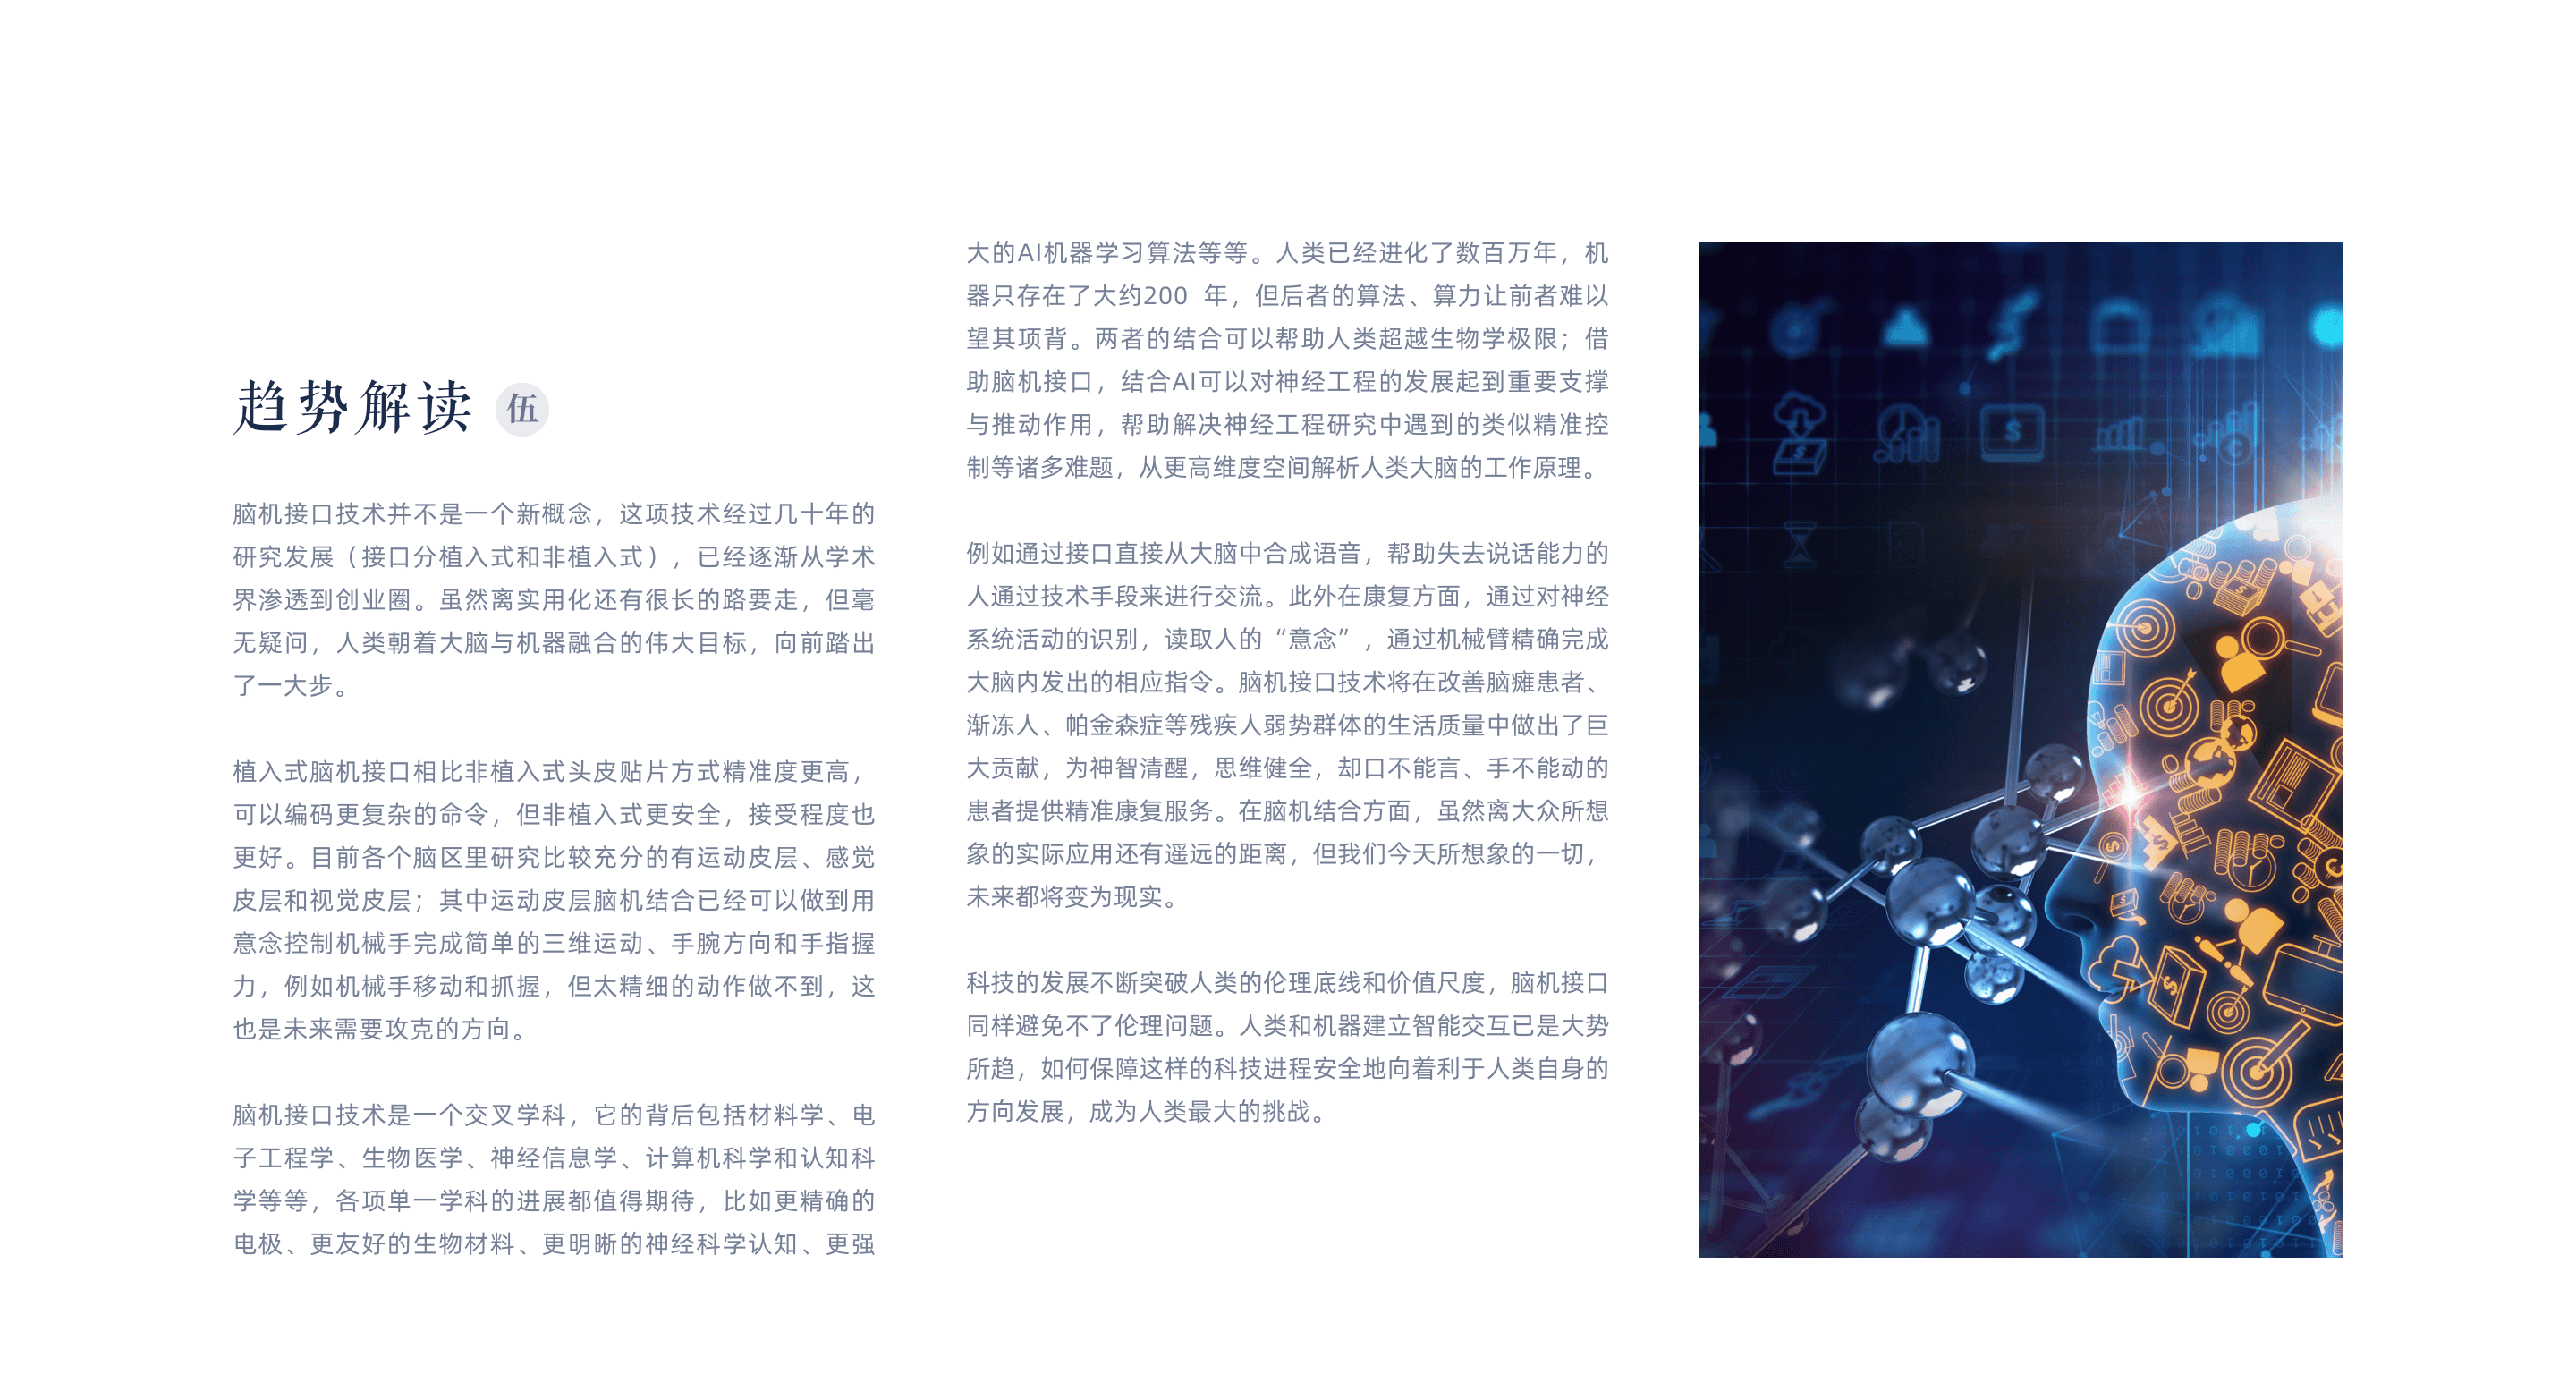 趋势解读 伍
脑机接口技术并不是一个新概念，这项技术经过几十年的
研究发展（接口分植入式和非植入式），已经逐渐从学术
界渗透到创业圈。虽然离实用化还有很长的路要走，但毫
无疑问，人类朝着大脑与机器融合的伟大目标，向前踏出
了一大步。
植入式脑机接口相比非植入式头皮贴片方式精准度更高，
可以编码更复杂的命令，但非植入式更安全，接受程度也
更好。目前各个脑区里研究比较充分的有运动皮层、感觉
皮层和视觉皮层；其中运动皮层脑机结合已经可以做到用
意念控制机械手完成简单的三维运动、手腕方向和手指握
力，例如机械手移动和抓握，但太精细的动作做不到，这
也是未来需要攻克的方向。
脑机接口技术是一个交叉学科，它的背后包括材料学、电
子工程学、生物医学、神经信息学、计算机科学和认知科
学等等，各项单一学科的进展都值得期待，比如更精确的
电极、更友好的生物材料、更明晰的神经科学认知、更强
大的AI机器学习算法等等。人类已经进化了数百万年，机
器只存在了大约200 年，但后者的算法、算力让前者难以
望其项背。两者的结合可以帮助人类超越生物学极限；借
助脑机接口，结合AI可以对神经工程的发展起到重要支撑
与推动作用，帮助解决神经工程研究中遇到的类似精准控
制等诸多难题，从更高维度空间解析人类大脑的工作原理。
例如通过接口直接从大脑中合成语音，帮助失去说话能力的
人通过技术手段来进行交流。此外在康复方面，通过对神经
系统活动的识别，读取人的“意念”，通过机械臂精确完成
大脑内发出的相应指令。脑机接口技术将在改善脑瘫患者、
渐冻人、帕金森症等残疾人弱势群体的生活质量中做出了巨
大贡献，为神智清醒，思维健全，却口不能言、手不能动的
患者提供精准康复服务。在脑机结合方面，虽然离大众所想
象的实际应用还有遥远的距离，但我们今天所想象的一切，
未来都将变为现实。
科技的发展不断突破人类的伦理底线和价值尺度，脑机接口
同样避免不了伦理问题。人类和机器建立智能交互已是大势
所趋，如何保障这样的科技进程安全地向着利于人类自身的
方向发展，成为人类最大的挑战。